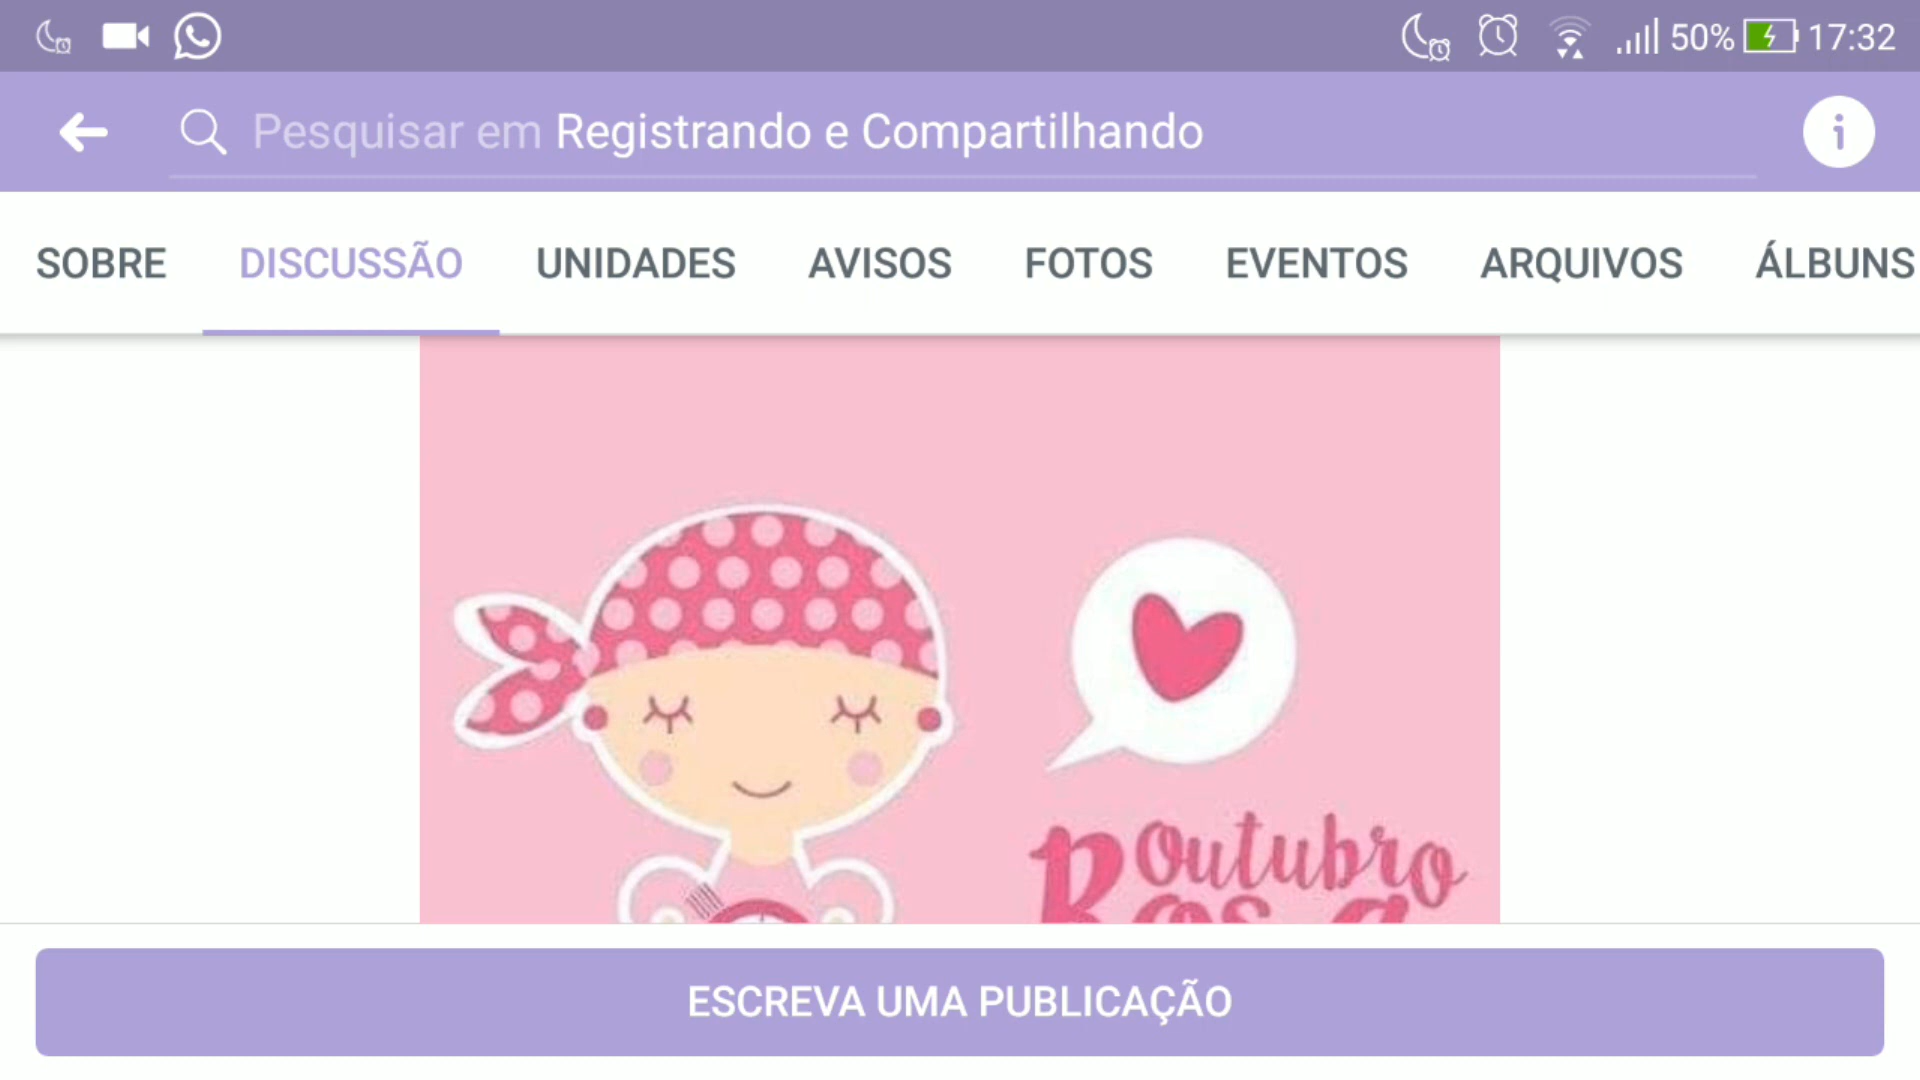 50% 17:32
Pesquisar em Registrando e Compartilhando
SOBRE DISCUSSÃO UNIDADES AVISOS FOTOS EVENTOS ARQUIVOS ÁLBUNS
Outubro
Rosa
ESCREVA UMA PUBLICAÇÃO